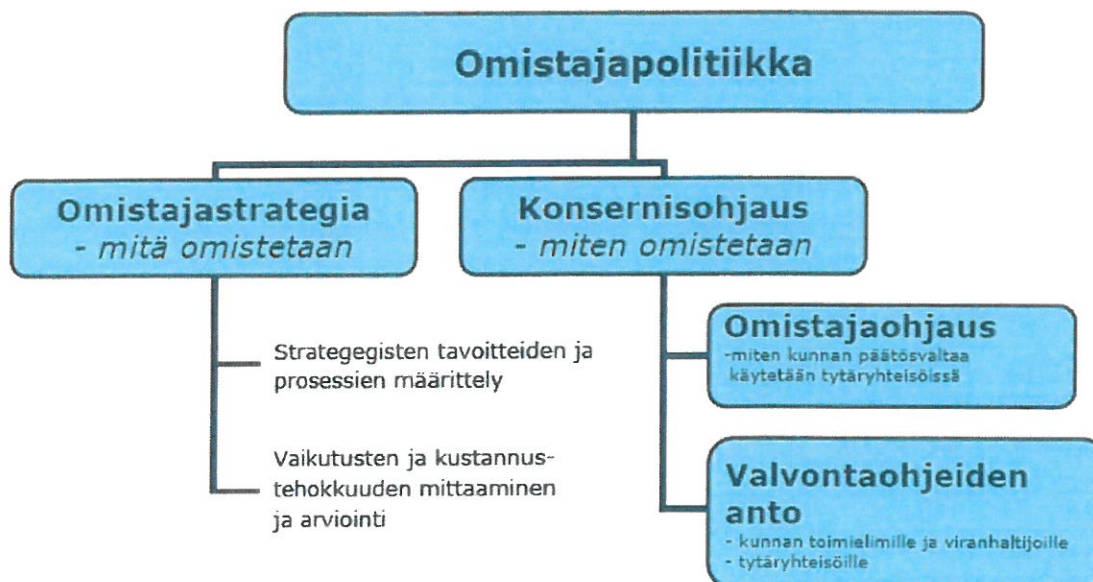 Omistajapolitiikka
Omistajastrategia
- mitä omistetaan
Konsernisohjaus
- miten omistetaan
Strategegisten tavoitteiden ja
prosessien määrittely
Vaikutusten ja kustannus-
tehokkuuden mittaaminen
ja arviointi
Omistajaohjaus
-miten kunnan päätösvaltaa
käytetään tytäryhteisöissä
Valvontaohjeiden
anto
- kunnan toimielimille ja viranhaltijoille
- tytäryhteisöille